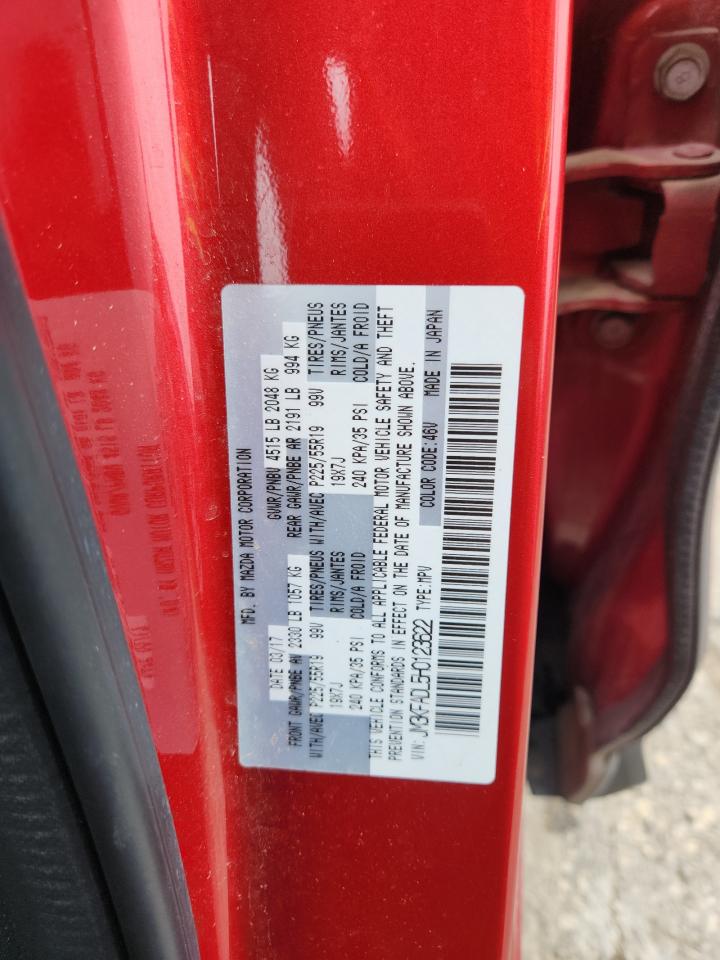 MFD. BY MAZDA MOTOR CORPORATION
DATE 03/17 GVWR/PNBV 4515 LB 2048 KG
FRONT GAWR/PNBE AV 2330 LB 1057 KG REAR GAWR/PNBE AR 2191 LB 994 KG
WITH/AVEC P225/55R19 99V TIRES/PNEUS WITH/AVEC P225/55R19 99V TIRES/PNEUS
19X7J RIMS/JANTES 19X7J RIMS/JANTES
240 KPA/35 PSI COLD/A FROID 240 KPA/35 PSI COLD/A FROID
THIS VEHICLE CONFORMS TO ALL APPLICABLE FEDERAL MOTOR VEHICLE SAFETY AND THEFT
PREVENTION STANDARDS IN EFFECT ON THE DATE OF MANUFACTURE SHOWN ABOVE.
VIN: JM3KFADL5H0123622 TYPE:MPV COLOR CODE:46V MADE IN JAPAN